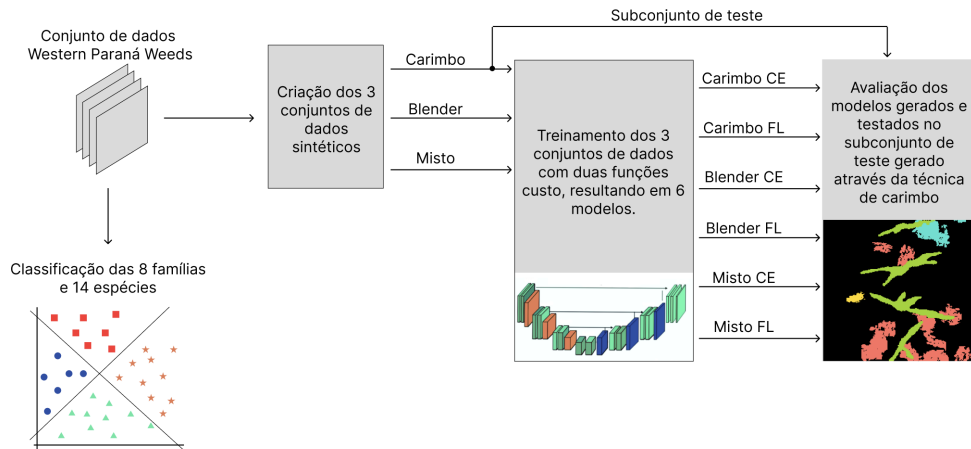 Subconjunto de teste
Conjunto de dados
Western Paraná Weeds
Criação dos 3
conjuntos de
dados
sintéticos
Carimbo
Blender
Misto
Treinamento dos 3
conjuntos de dados
com duas funções
custo, resultando em 6
modelos.
Carimbo CE
Carimbo FL
Blender CE
Blender FL
Misto CE
Misto FL
Avaliação dos
modelos gerados e
testados no
subconjunto de
teste gerado
através da técnica
de carimbo
Classificação das 8 famílias
e 14 espécies